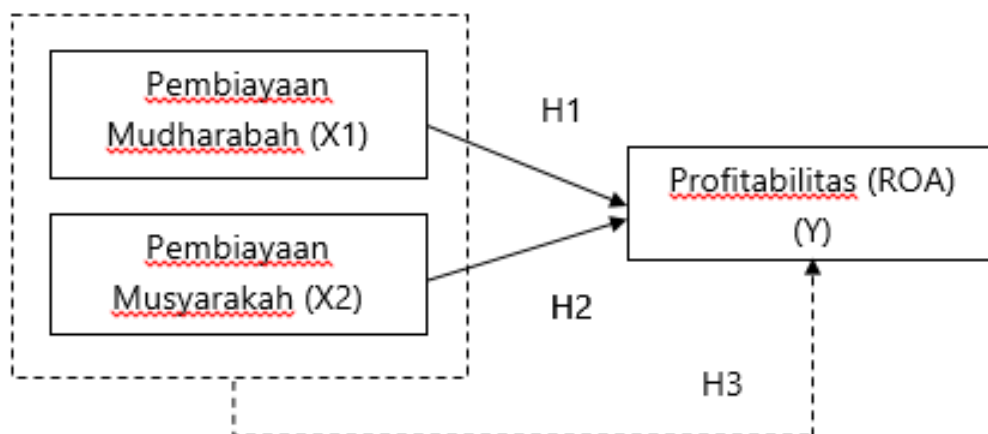 Pembiayaan
Mudharabah (X1)
H1
Profitabilitas (ROA)
(Y)
Pembiayaan
Musyarakah (X2)
H2
H3